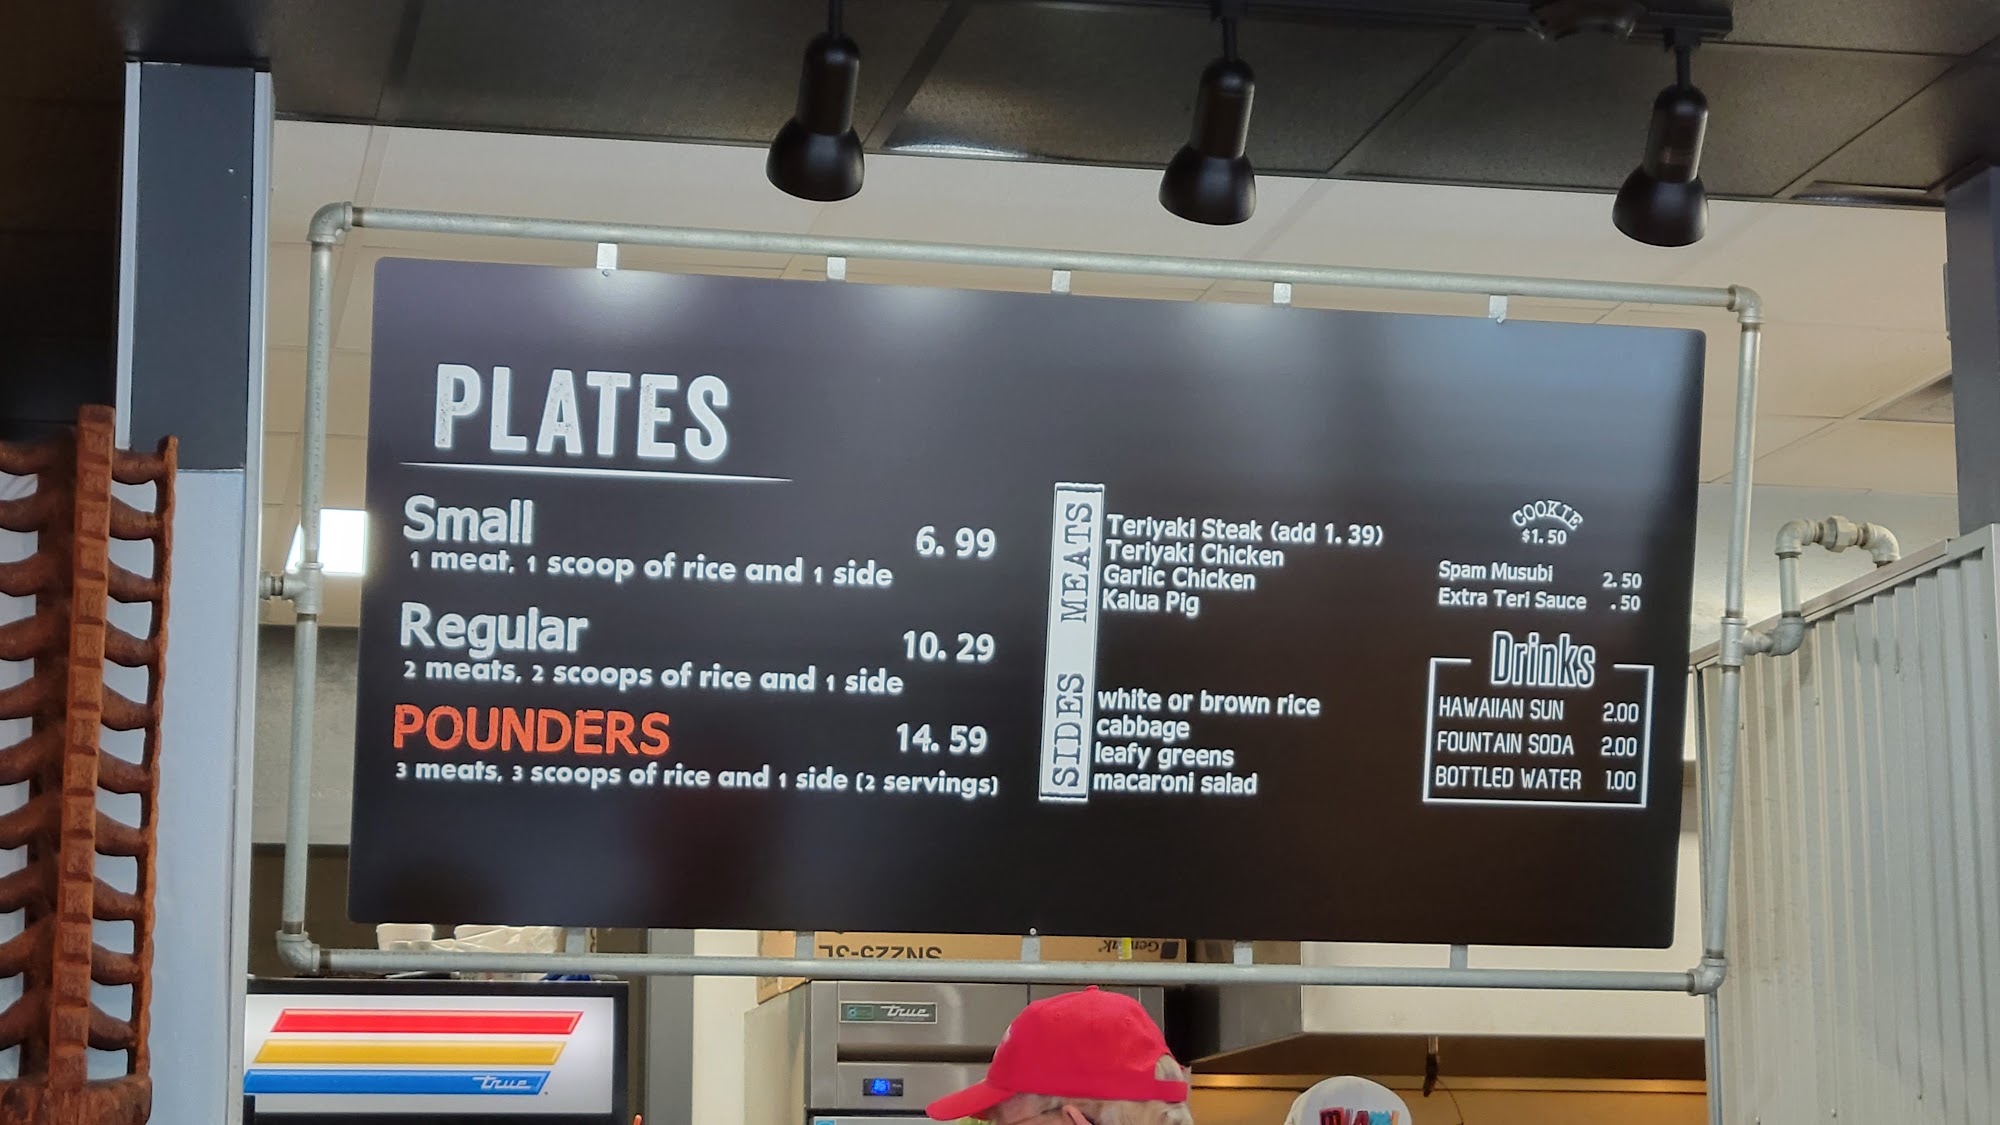 PLATES
Small 6.99
1 meat, 1 scoop of rice and 1 side
Regular 10.29
2 meats, 2 scoops of rice and 1 side
POUNDERS 14.59
3 meats, 3 scoops of rice and 1 side (2 servings)
MEATS
Teriyaki Steak (add 1.39)
Teriyaki Chicken
Garlic Chicken
Kalua Pig
SIDES
white or brown rice
cabbage
leafy greens
macaroni salad
COOKIE
$1.50
Spam Musubi 2.50
Extra Teri Sauce .50
Drinks
HAWAIIAN SUN 2.00
FOUNTAIN SODA 2.00
BOTTLED WATER 1.00
SNZZS-SL
true
true